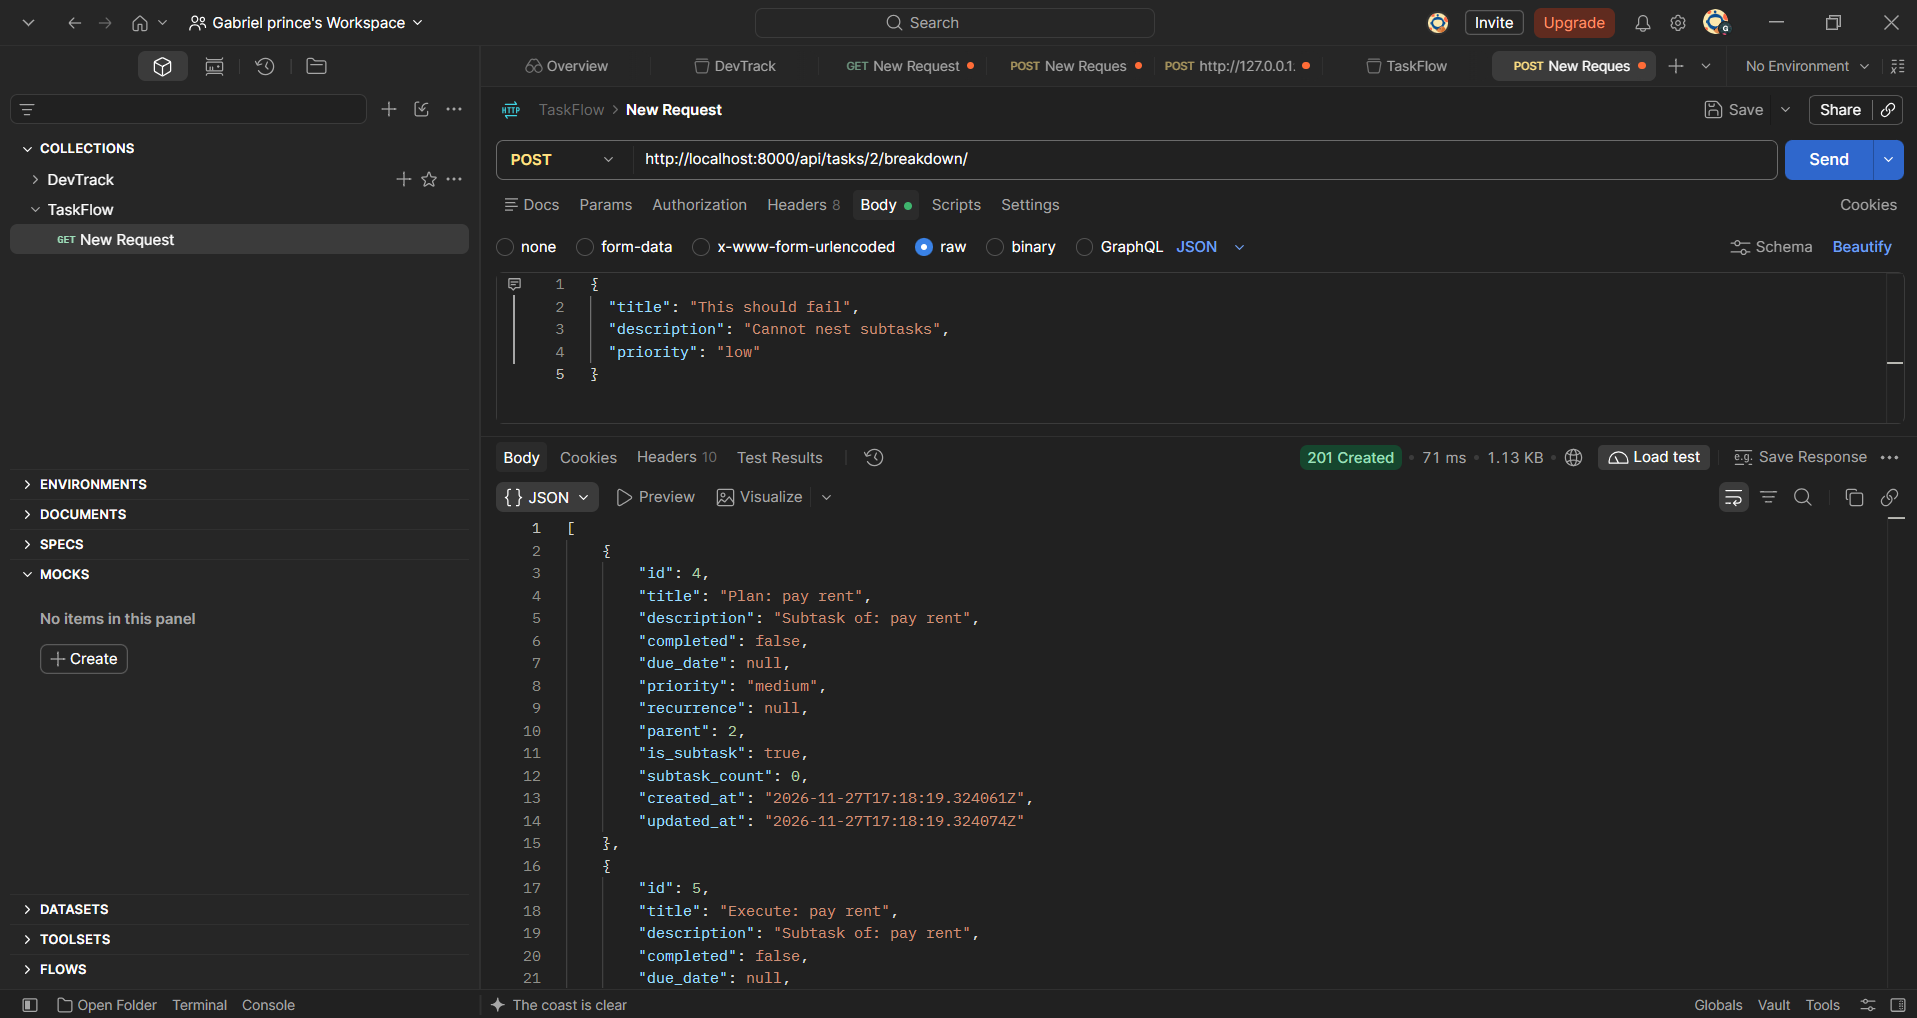 Gabriel prince's Workspace
Search
Invite
Upgrade
Overview
DevTrack
GET New Request
POST New Reques
POST http://127.0.0.1.
TaskFlow
POST New Reques
No Environment
COLLECTIONS
DevTrack
TaskFlow
GET New Request
ENVIRONMENTS
DOCUMENTS
SPECS
MOCKS
No items in this panel
Create
DATASETS
TOOLSETS
FLOWS
HTTP TaskFlow > New Request
Save
Share
POST
http://localhost:8000/api/tasks/2/breakdown/
Send
Docs Params Authorization Headers 8 Body Scripts Settings
Cookies
none form-data x-www-form-urlencoded raw binary GraphQL JSON
Schema Beautify
1 {
2 "title": "This should fail",
3 "description": "Cannot nest subtasks",
4 "priority": "low"
5 }
Body Cookies Headers 10 Test Results
201 Created • 71 ms • 1.13 KB
Load test
e.g. Save Response
{} JSON
Preview
Visualize
1 [
2 {
3 "id": 4,
4 "title": "Plan: pay rent",
5 "description": "Subtask of: pay rent",
6 "completed": false,
7 "due_date": null,
8 "priority": "medium",
9 "recurrence": null,
10 "parent": 2,
11 "is_subtask": true,
12 "subtask_count": 0,
13 "created_at": "2026-11-27T17:18:19.324061Z",
14 "updated_at": "2026-11-27T17:18:19.324074Z"
15 },
16 {
17 "id": 5,
18 "title": "Execute: pay rent",
19 "description": "Subtask of: pay rent",
20 "completed": false,
21 "due_date": null,
Open Folder Terminal Console
The coast is clear
Globals Vault Tools